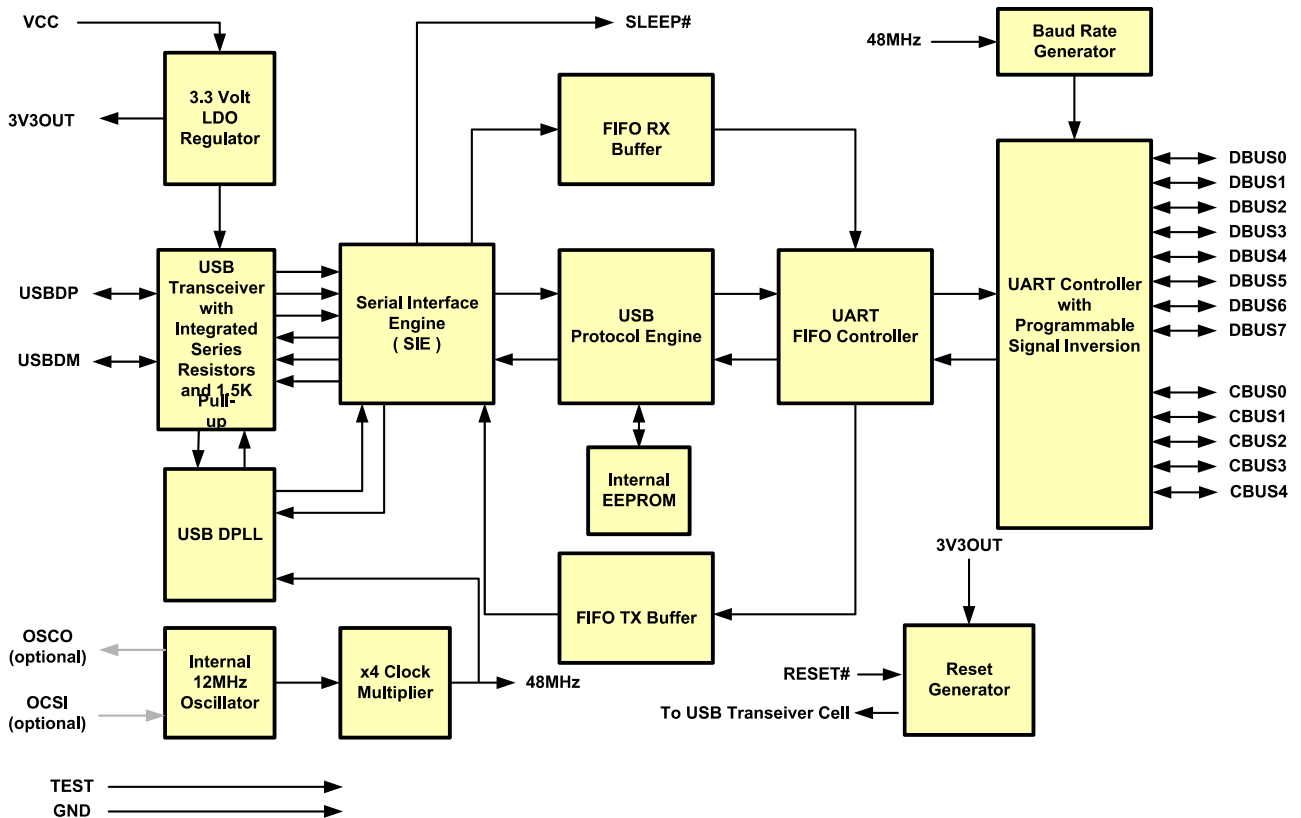 VCC
SLEEP#
48MHz
Baud Rate
Generator
3.3 Volt
LDO
Regulator
3V3OUT
FIFO RX
Buffer
DBUS0
DBUS1
DBUS2
DBUS3
DBUS4
DBUS5
DBUS6
DBUS7
CBUS0
CBUS1
CBUS2
CBUS3
CBUS4
USBDP
USBDM
USB
Transceiver
with
Integrated
Series
Resistors
and 1.5K
Pull-
up
Serial Interface
Engine
( SIE )
USB
Protocol Engine
UART
FIFO Controller
UART Controller
with
Programmable
Signal Inversion
Internal
EEPROM
USB DPLL
3V3OUT
FIFO TX Buffer
OSCO
(optional)
OCSI
(optional)
Internal
12MHz
Oscillator
x4 Clock
Multiplier
48MHz
RESET#
Reset
Generator
To USB Transeiver Cell
TEST
GND